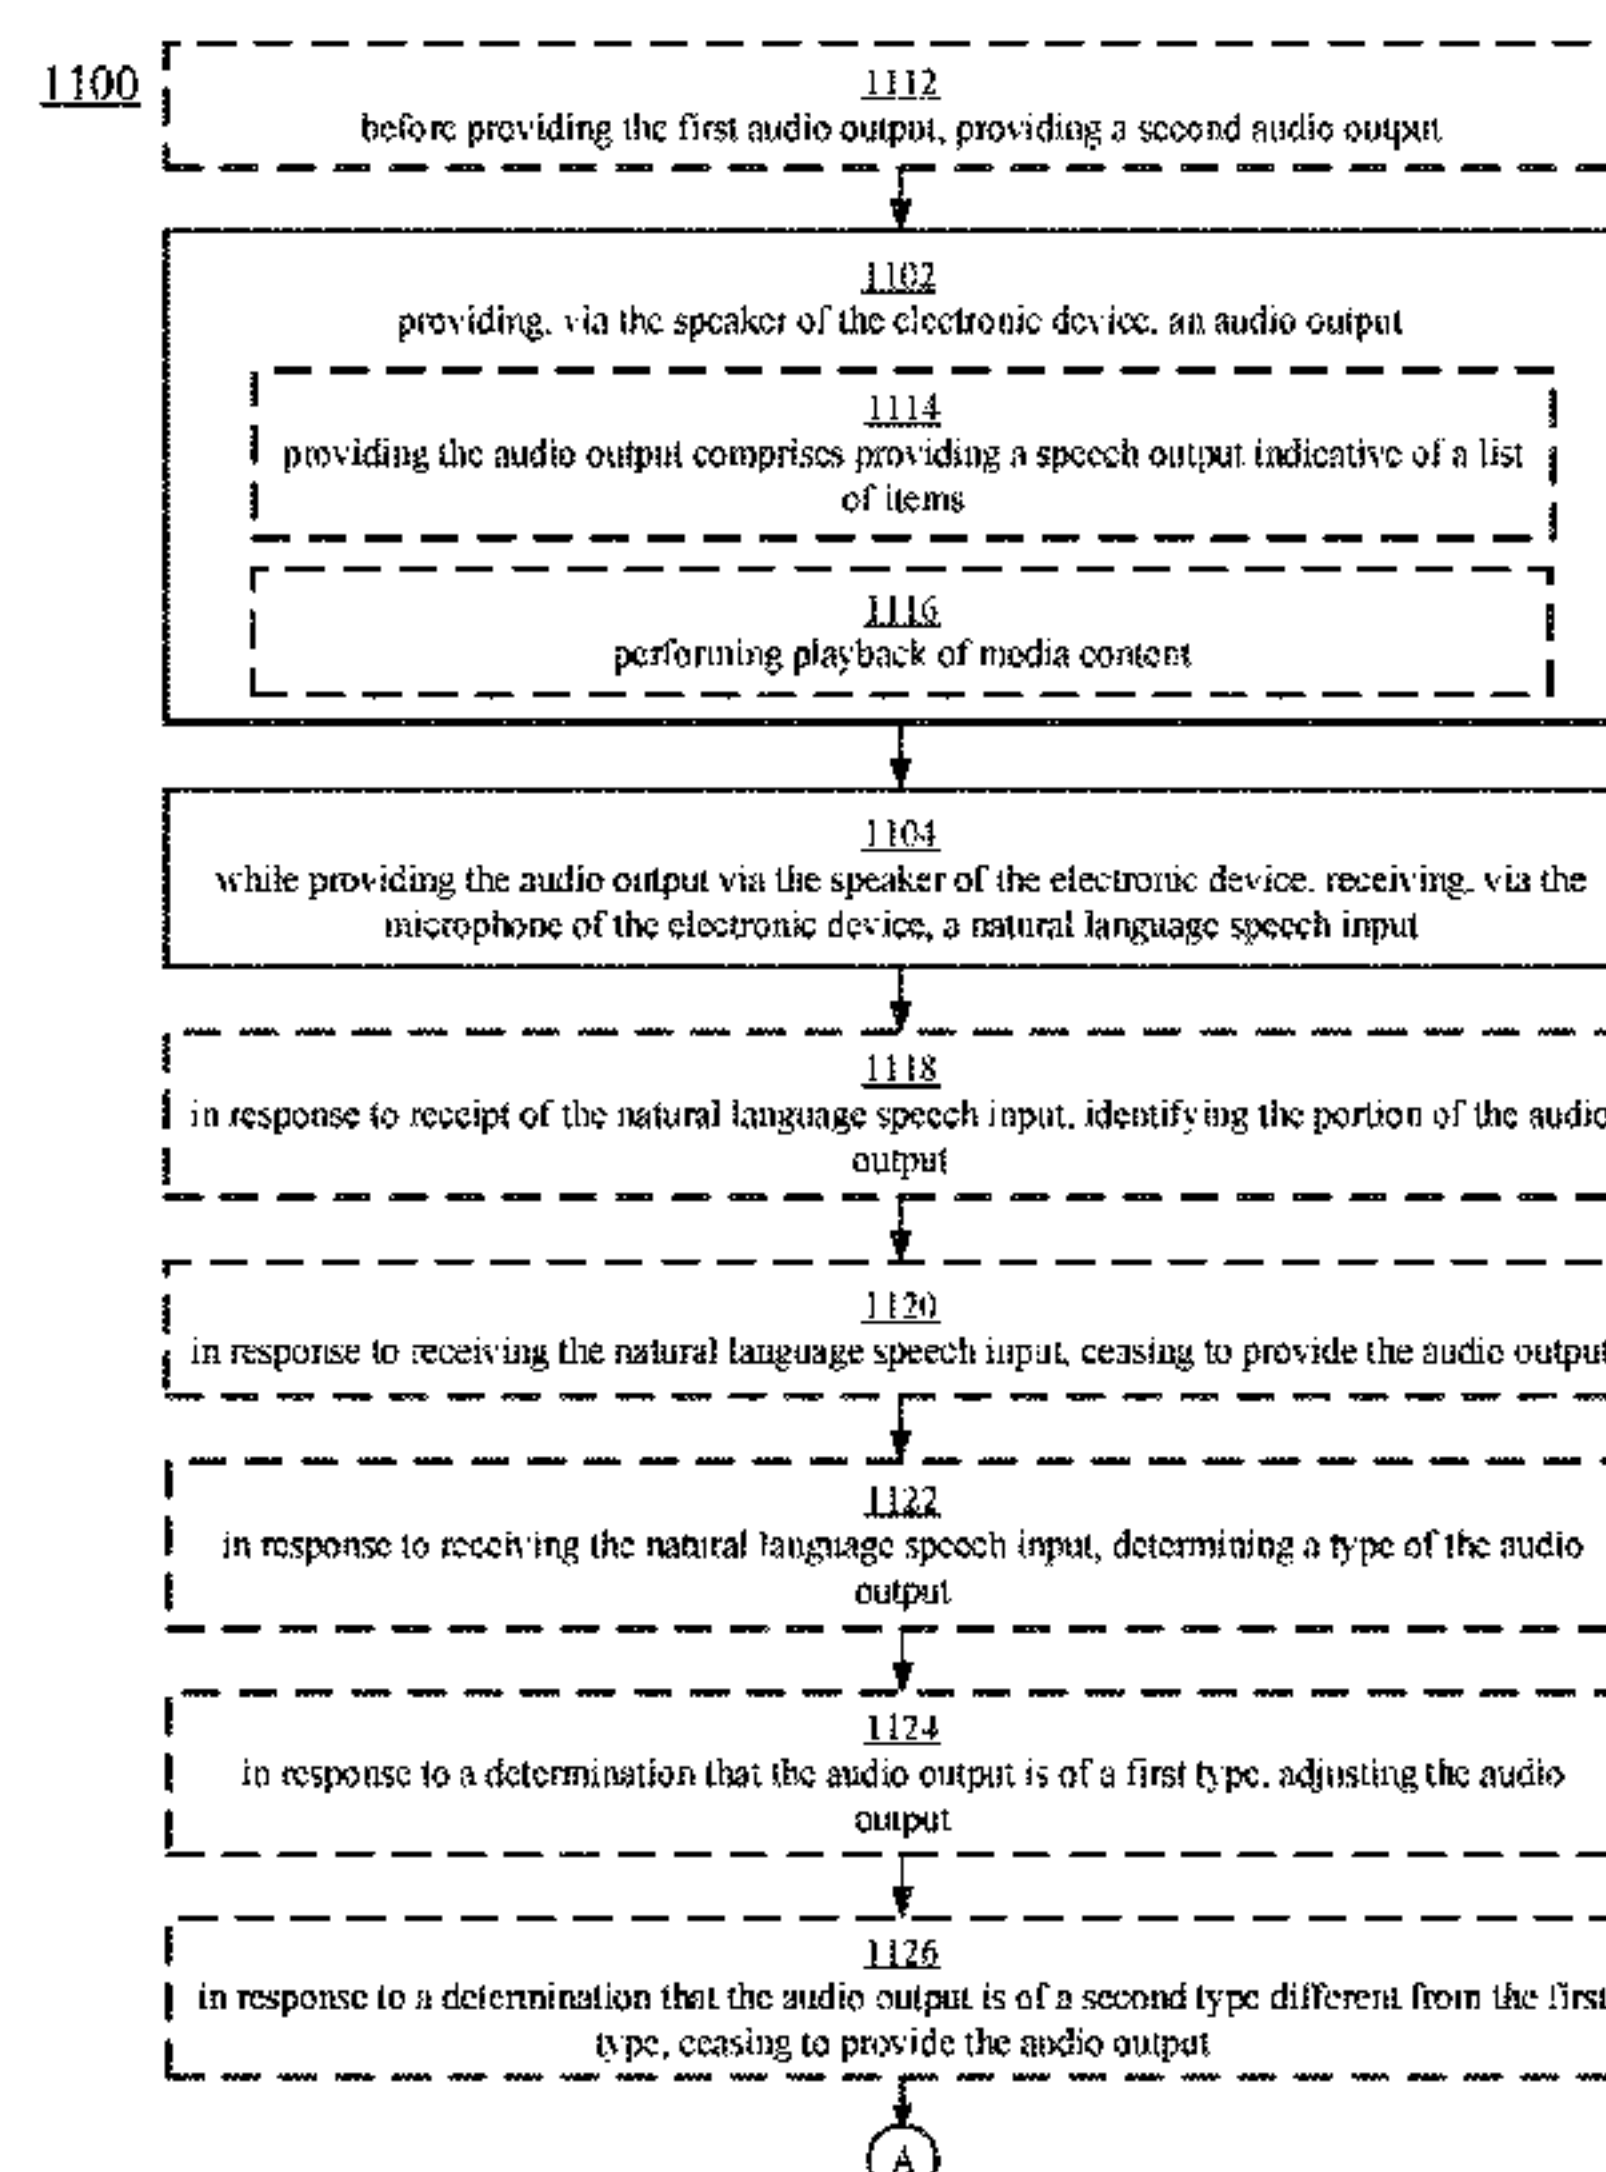 1100
1112
before providing the first audio output, providing a second audio output
1102
providing, via the speaker of the electronic device, an audio output
1114
providing the audio output comprises providing a speech output indicative of a list
of items
1116
performing playback of media content
1104
while providing the audio output via the speaker of the electronic device, receiving, via the
microphone of the electronic device, a natural language speech input
1118
in response to receipt of the natural language speech input, identifying the portion of the audio
output
1120
in response to receiving the natural language speech input, ceasing to provide the audio output
1122
in response to receiving the natural language speech input, determining a type of the audio
output
1124
in response to a determination that the audio output is of a first type, adjusting the audio
output
1126
in response to a determination that the audio output is of a second type different from the first
type, ceasing to provide the audio output
A